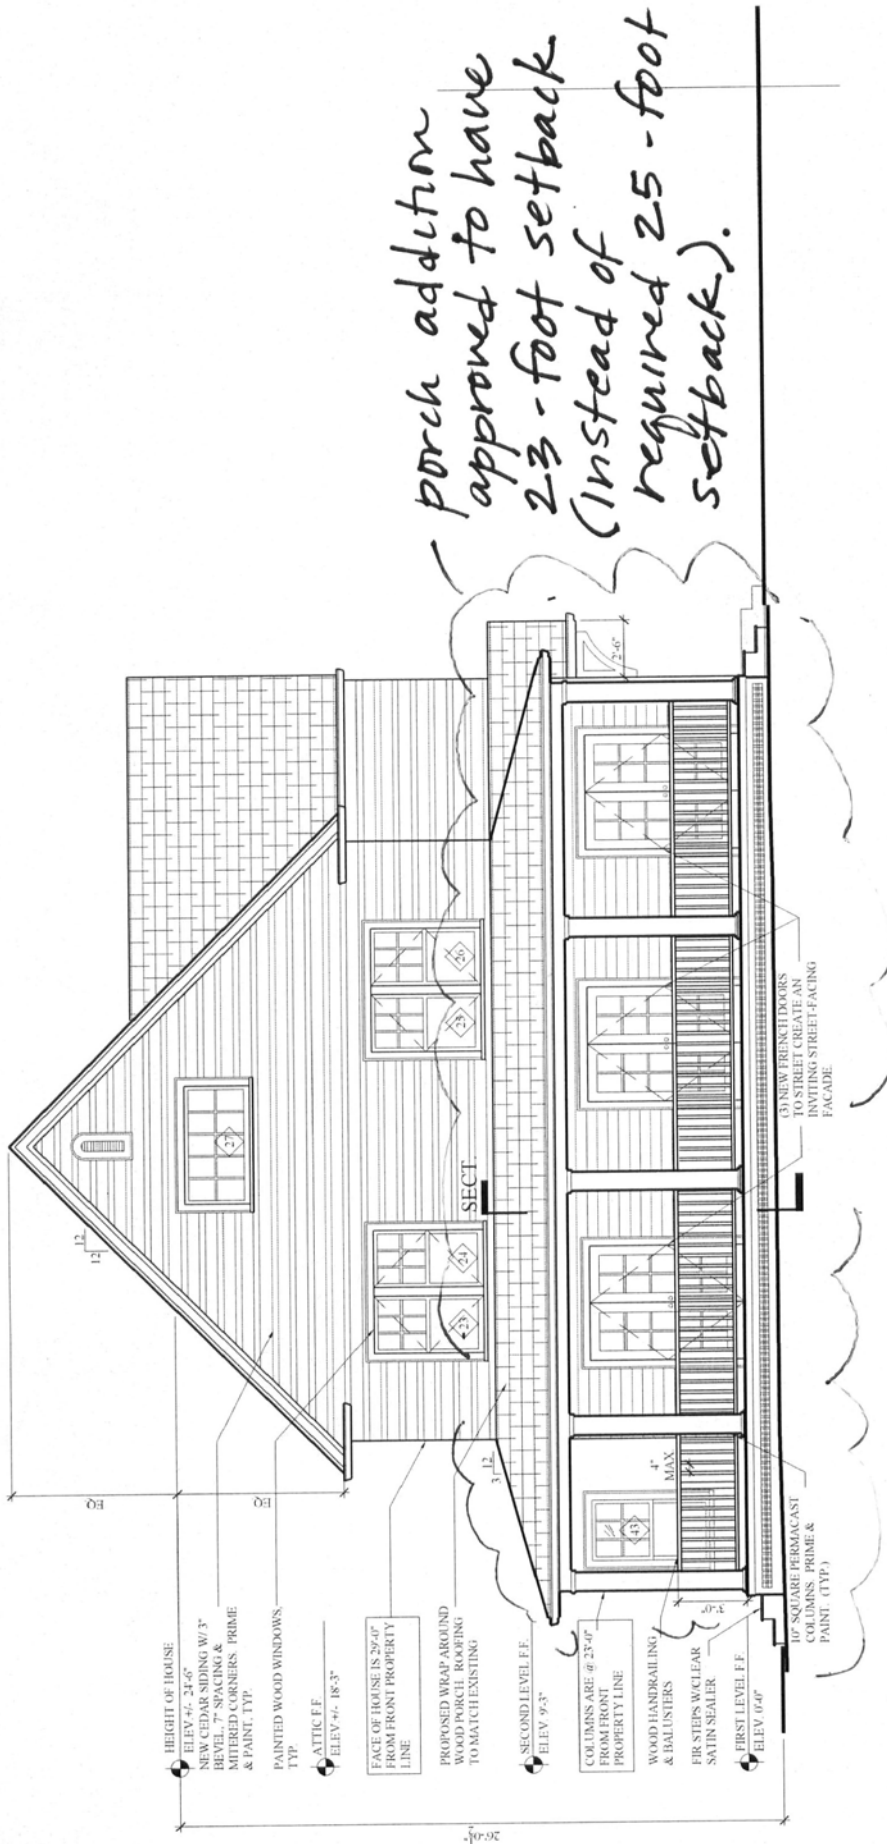 porch addition
approved to have
23-foot setback
(instead of
required 25-foot
setback).
HEIGHT OF HOUSE
ELEV +/- 24'-6"
NEW CEDAR SIDING W/ 3"
BEVEL, 7" SPACING &
MITERED CORNERS. PRIME
& PAINT, TYP.
PAINTED WOOD WINDOWS,
TYP.
ATTIC F.F.
ELEV +/- 18'-3"
FACE OF HOUSE IS 29'-0"
FROM FRONT PROPERTY
LINE
PROPOSED WRAP AROUND
WOOD PORCH. ROOFING
TO MATCH EXISTING
SECOND LEVEL F.F.
ELEV. 9'-3"
COLUMNS ARE @ 23'-0"
FROM FRONT
PROPERTY LINE
WOOD HANDRAILING
& BALUSTERS
FIR STEPS W/CLEAR
SATIN SEALER
FIRST LEVEL F.F.
ELEV. 0'-0"
10" SQUARE PERMACAST
COLUMNS. PRIME &
PAINT. (TYP.)
(3) NEW FRENCH DOORS
TO STREET CREATE AN
INVITING STREET-FACING
FACADE.
EQ
EQ
12
12
27
23
24
25
26
SECT.
3
12
43
4"
MAX.
3'-0"
2'-6"